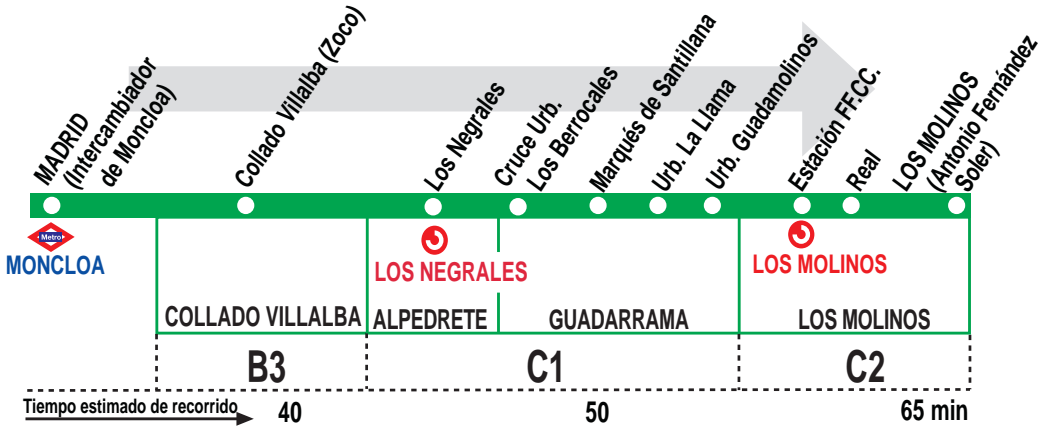 MADRID
(Intercambiador
de Moncloa)
Collado Villalba (Zoco)
Los Negrales
Cruce Urb.
Los Berrocales
Marqués de Santillana
Urb. La Llama
Urb. Guadamolinos
Estación FF.CC.
Real
LOS MOLINOS
(Antonio Fernández
Soler)
Metro
MONCLOA
LOS NEGRALES
LOS MOLINOS
COLLADO VILLALBA
ALPEDRETE
GUADARRAMA
LOS MOLINOS
B3
C1
C2
Tiempo estimado de recorrido
40
50
65 min